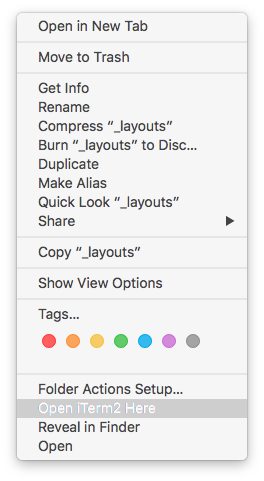 Open in New Tab
Move to Trash
Get Info
Rename
Compress “_layouts”
Burn “_layouts” to Disc...
Duplicate
Make Alias
Quick Look “_layouts”
Share
Copy “_layouts”
Show View Options
Tags...
Folder Actions Setup...
Open iTerm2 Here
Reveal in Finder
Open